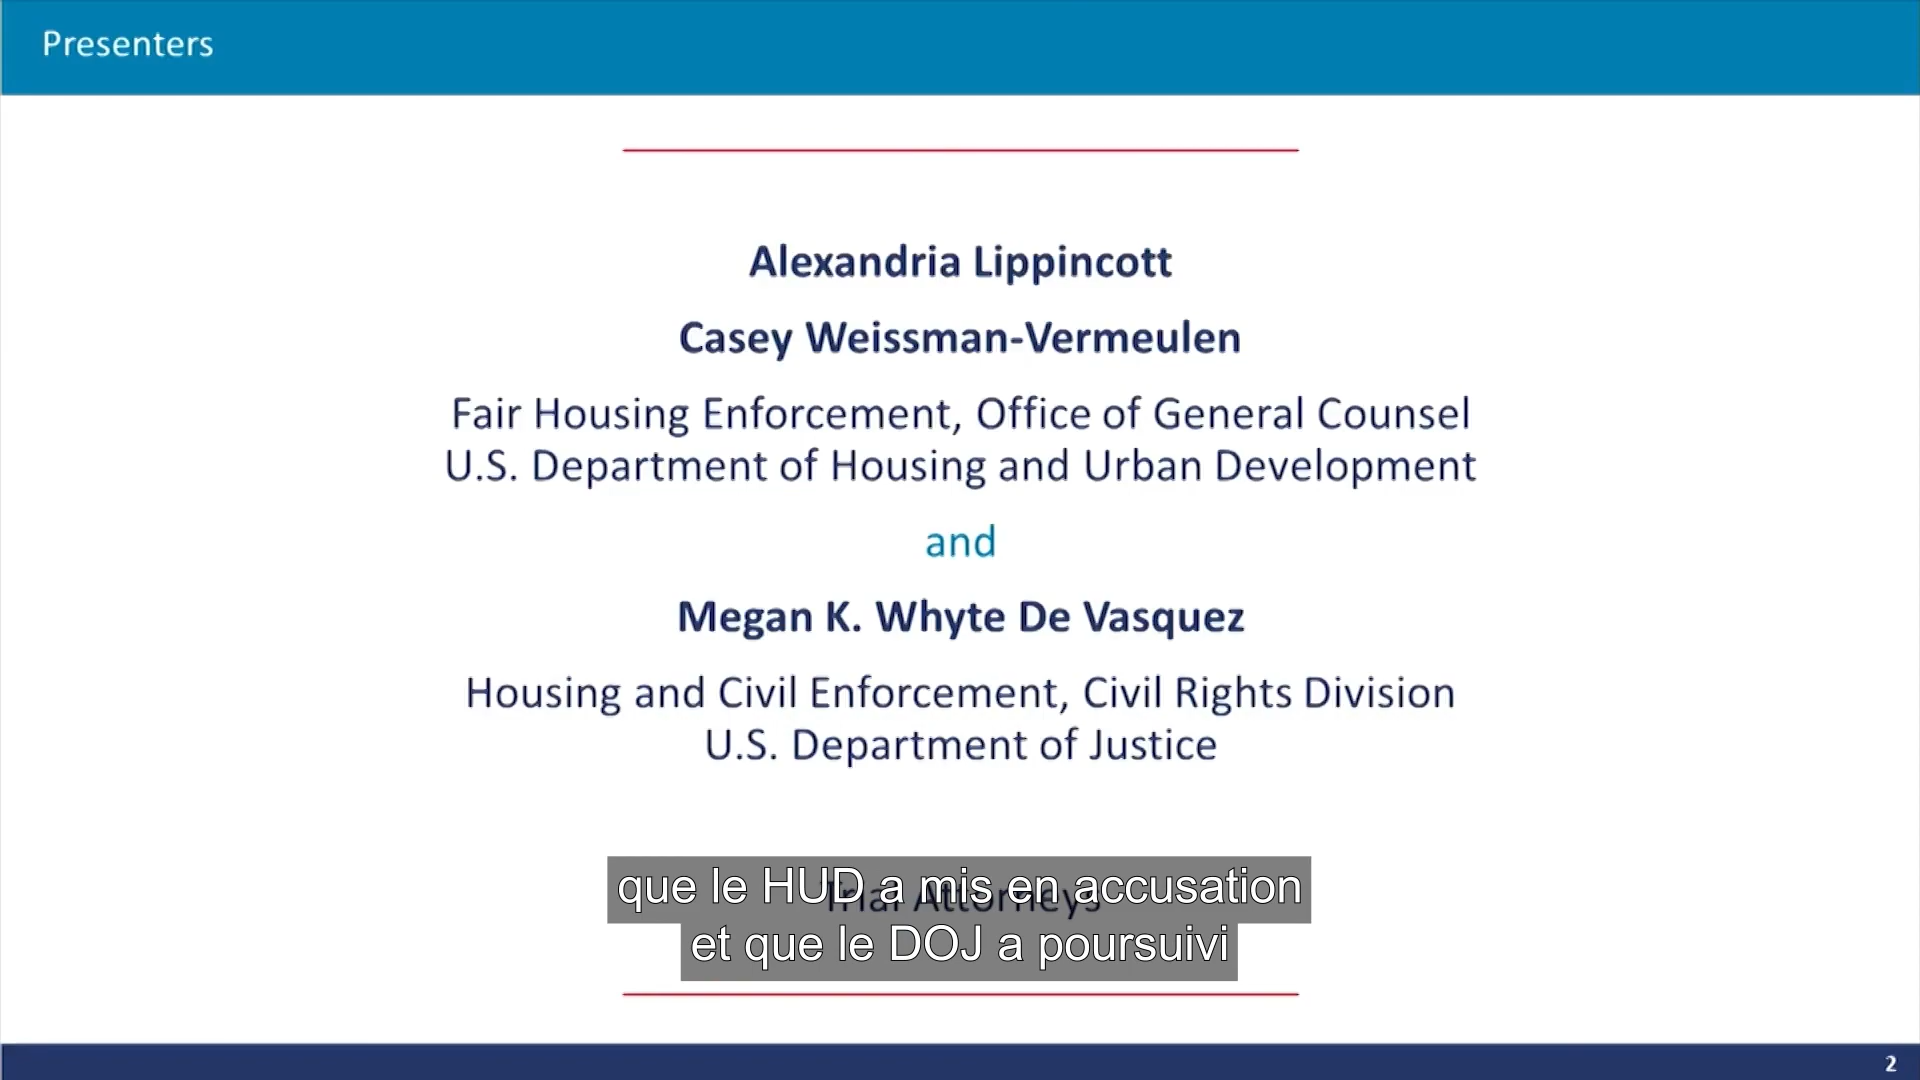 Presenters
Alexandria Lippincott
Casey Weissman-Vermeulen
Fair Housing Enforcement, Office of General Counsel
U.S. Department of Housing and Urban Development
and
Megan K. Whyte De Vasquez
Housing and Civil Enforcement, Civil Rights Division
U.S. Department of Justice
Trial Attorneys
que le HUD a mis en accusation
et que le DOJ a poursuivi
2